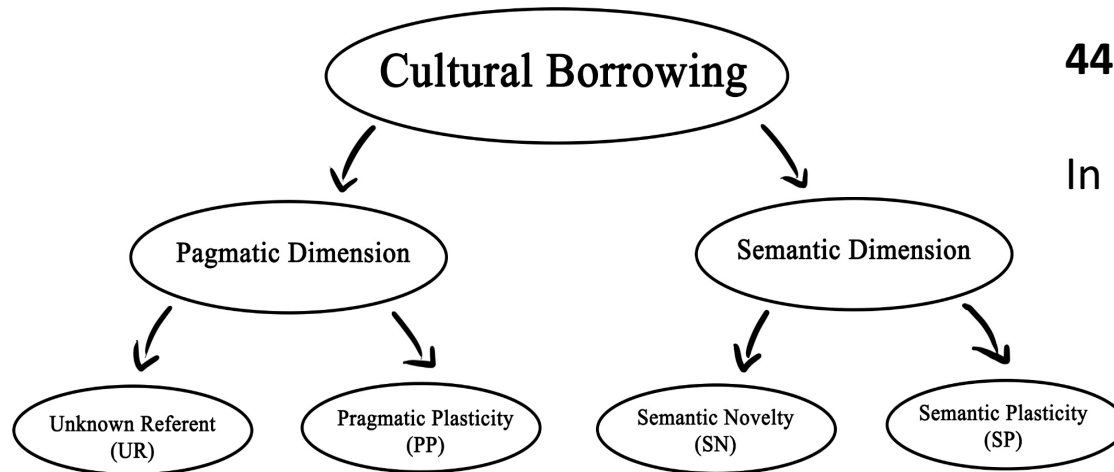 Cultural Borrowing
44
In
Pagmatic Dimension
Semantic Dimension
Unknown Referent
(UR)
Pragmatic Plasticity
(PP)
Semantic Novelty
(SN)
Semantic Plasticity
(SP)